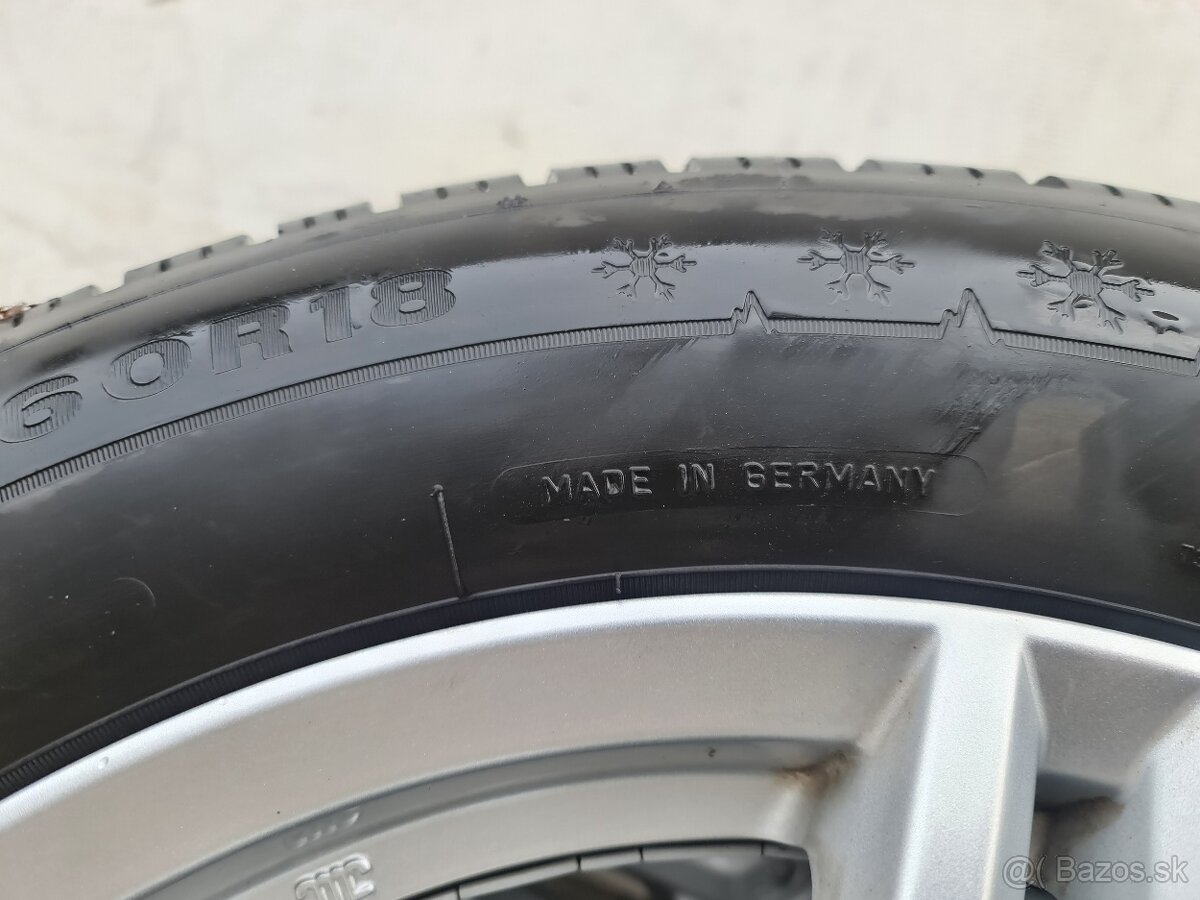 60R18
MADE IN GERMANY
@( Bazos.sk